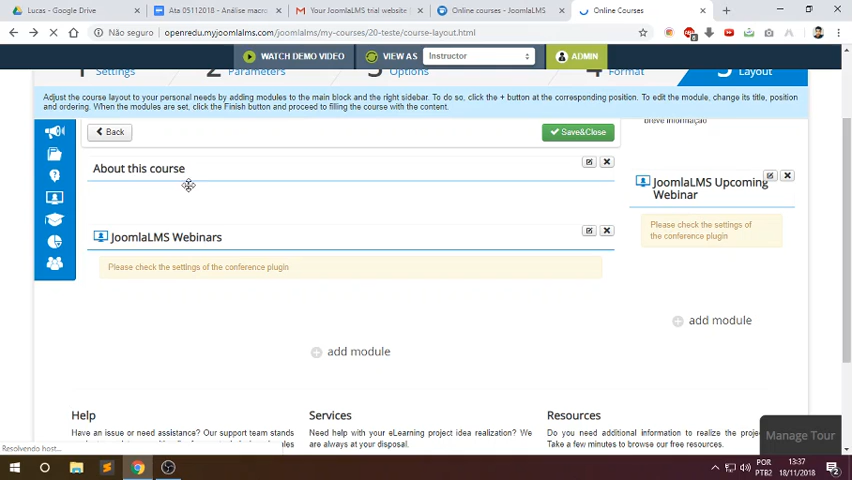 Lucas - Google Drive
Ata 05112018 - Análise macro
Your JoomlaLMS trial website
Online courses - JoomlaLMS
Online Courses
Não seguro
openredu.myjoomlalms.com/joomlalms/my-courses/20-teste/course-layout.html
WATCH DEMO VIDEO
VIEW AS
Instructor
ADMIN
1 Settings
2 Parameters
3 Options
4 Format
5 Layout
Adjust the course layout to your personal needs by adding modules to the main block and the right sidebar. To do so, click the + button at the corresponding position. To edit the module, change its title, position
and ordering. When the modules are set, click the Finish button and proceed to filling the course with the content.
Back
Save&Close
breve informação
About this course
JoomlaLMS Upcoming
Webinar
Please check the settings of
the conference plugin
JoomlaLMS Webinars
Please check the settings of the conference plugin
add module
add module
Help
Services
Resources
Have an issue or need assistance? Our support team stands
Need help with your eLearning project idea realization? We
are always at your disposal.
Do you need additional information to realize the
Take a few minutes to browse our free resources.
Manage Tour
Resolvendo host...
POR
PTB2
13:37
18/11/2018
2